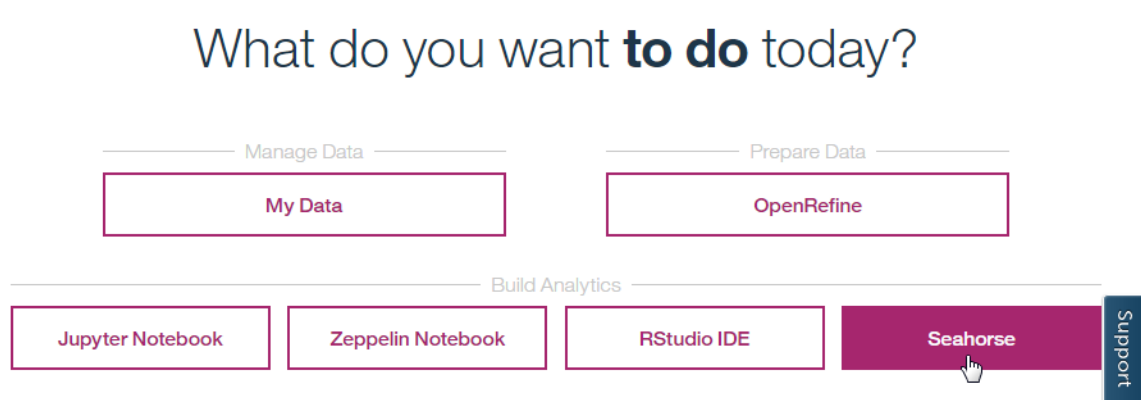 What do you want to do today?
Manage Data
Prepare Data
My Data
OpenRefine
Build Analytics
Jupyter Notebook
Zeppelin Notebook
RStudio IDE
Seahorse
Support